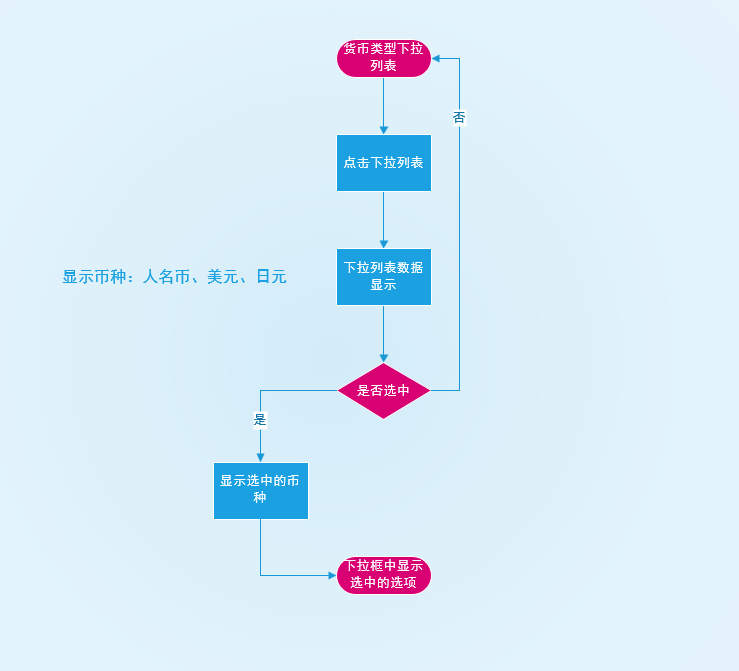 货币类型下拉
列表
否
点击下拉列表
下拉列表数据
显示
显示币种：人名币、美元、日元
是否选中
是
显示选中的币
种
下拉框中显示
选中的选项